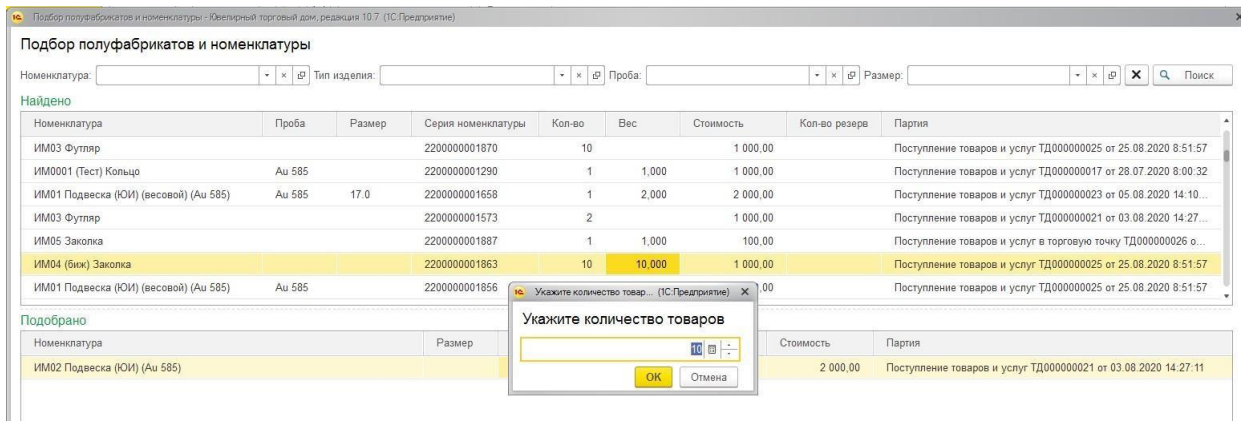 Подбор полуфабрикатов и номенклатуры - Ювелирный торговый дом, редакция 10.7 (1С:Предприятие)
Подбор полуфабрикатов и номенклатуры
Номенклатура: Тип изделия: Проба: Размер: Поиск
Найдено
Номенклатура Проба Размер Серия номенклатуры Кол-во Вес Стоимость Кол-во резерв Партия
ИМ03 Футляр 2200000001870 10 1 000,00 Поступление товаров и услуг ТД000000025 от 25.08.2020 8:51:57
ИМ0001 (Тест) Кольцо Au 585 2200000001290 1 1,000 1 000,00 Поступление товаров и услуг ТД000000017 от 28.07.2020 8:00:32
ИМ01 Подвеска (ЮИ) (весовой) (Au 585) Au 585 17.0 2200000001658 1 2,000 2 000,00 Поступление товаров и услуг ТД000000023 от 05.08.2020 14:10...
ИМ03 Футляр 2200000001573 2 1 000,00 Поступление товаров и услуг ТД000000021 от 03.08.2020 14:27...
ИМ05 Заколка 2200000001887 1 1,000 100,00 Поступление товаров и услуг в торговую точку ТД000000026 о...
ИМ04 (биж) Заколка 2200000001863 10 10,000 1 000,00 Поступление товаров и услуг ТД000000025 от 25.08.2020 8:51:57
ИМ01 Подвеска (ЮИ) (весовой) (Au 585) Au 585 2200000001856 ,00 Поступление товаров и услуг ТД000000025 от 25.08.2020 8:51:57
Укажите количество товар... (1С:Предприятие)
Укажите количество товаров
10
ОК Отмена
Подобрано
Номенклатура Размер Стоимость Партия
ИМ02 Подвеска (ЮИ) (Au 585) 2 000,00 Поступление товаров и услуг ТД000000021 от 03.08.2020 14:27:11